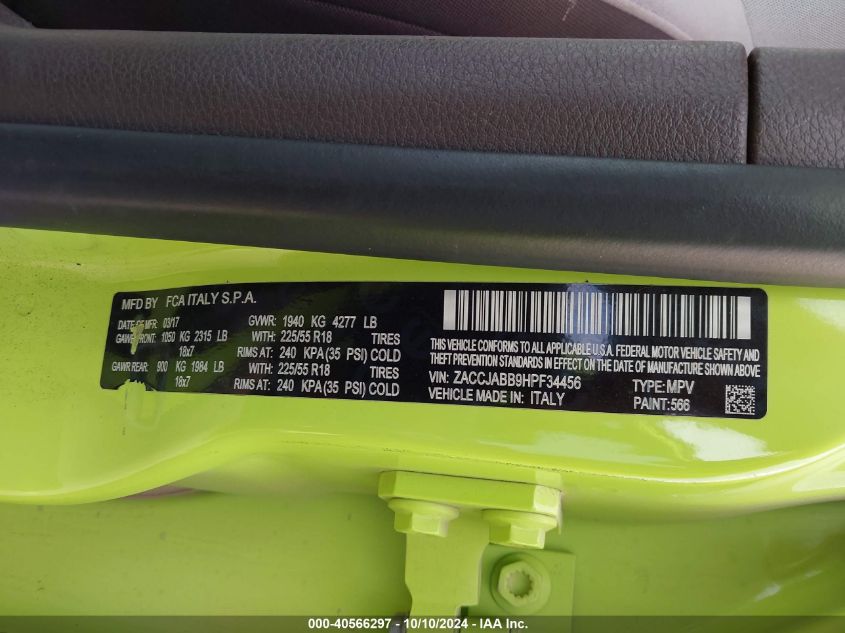 MFD BY FCA ITALY S.P.A.
DATE OF MFR: 03/17 GVWR: 1940 KG 4277 LB
GAWR FRONT: 1050 KG 2315 LB WITH: 225/55 R18 TIRES
18x7 RIMS AT: 240 KPA (35 PSI) COLD
GAWR REAR: 900 KG 1984 LB WITH: 225/55 R18 TIRES
18x7 RIMS AT: 240 KPA (35 PSI) COLD
THIS VEHICLE CONFORMS TO ALL APPLICABLE U.S.A. FEDERAL MOTOR VEHICLE SAFETY AND
THEFT PREVENTION STANDARDS IN EFFECT ON THE DATE OF MANUFACTURE SHOWN ABOVE.
VIN: ZACCJABB9HPF34456 TYPE: MPV
VEHICLE MADE IN: ITALY PAINT: 566
000-40566297 - 10/10/2024 - IAA Inc.